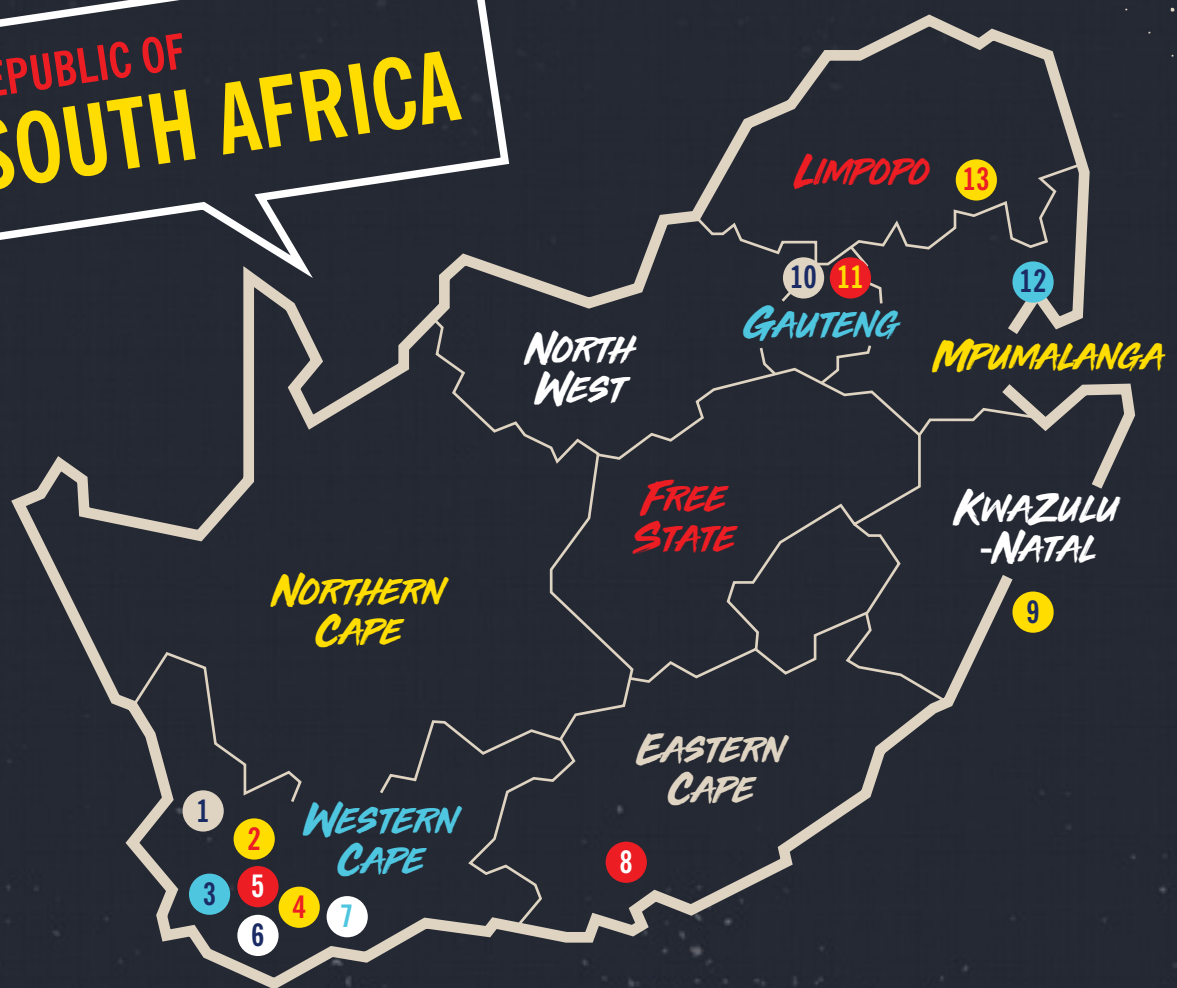 EPUBLIC OF
SOUTH AFRICA
LIMPOPO
13
10
11
12
GAUTENG
NORTH
WEST
MPUMALANGA
FREE
STATE
KWAZULU
-NATAL
NORTHERN
CAPE
9
EASTERN
CAPE
1
2
WESTERN
CAPE
3
5
4
7
6
8